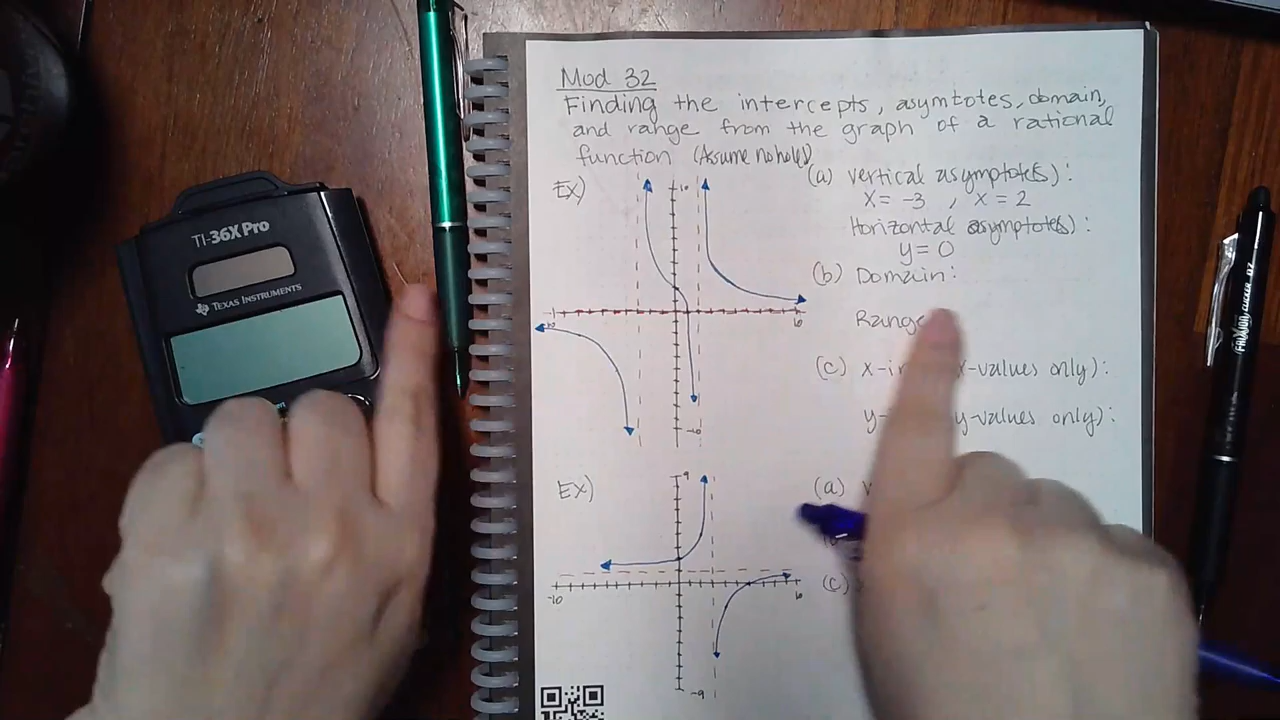 Mod 32
Finding the intercepts, asymtotes, domain,
and range from the graph of a rational
function (Assume no holes)
Ex)
10
-10
10
-10
(a) vertical asymptote(s):
x = -3 , x = 2
Horizontal asymptote(s):
y = 0
(b) Domain:
Range
(c) x-in x-values only):
y- y-values only):
Ex)
9
-10
10
-9
(a) V
(c)
TI-36X Pro
TEXAS INSTRUMENTS